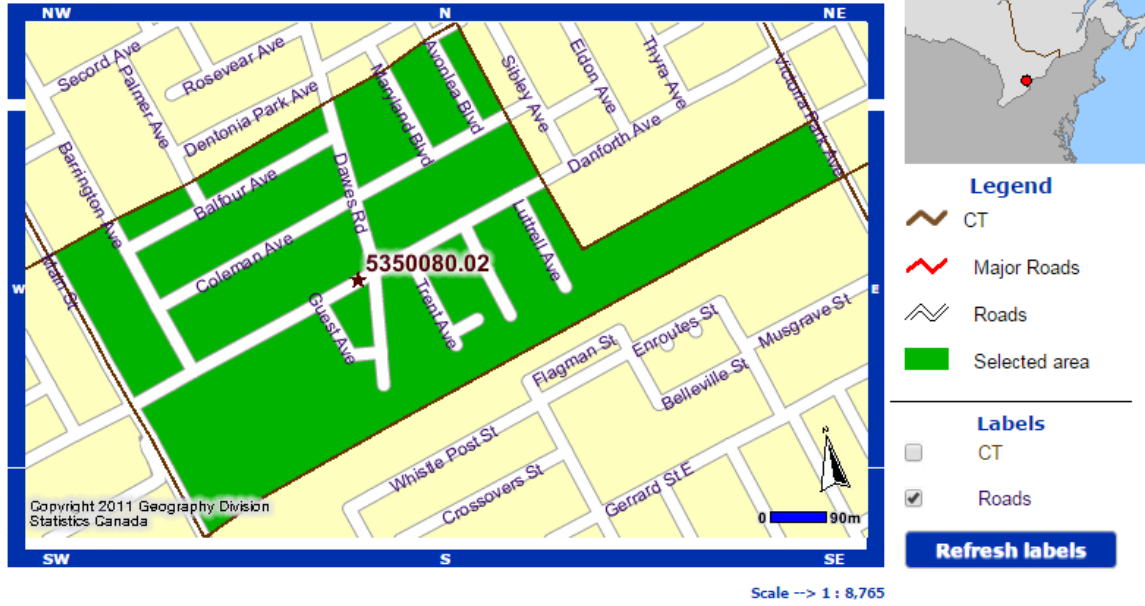 NW
N
NE
Secord Ave
Rosevear Ave
Palmer Ave
Dentonia Park Ave
Avonlea Blvd
Maryland Blvd
Sibley Ave
Eldon Ave
Thyra Ave
Victoria Park Ave
Danforth Ave
Barrington Ave
Balfour Ave
Dawes Rd
Coleman Ave
Luttrell Ave
Main St
5350080.02
W
E
Guest Ave
Trent Ave
Flagman St
Enroutes St
Musgrave St
Belleville St
Whistle Post St
Crossovers St
Gerrard St E
N
Copyright 2011 Geography Division
Statistics Canada
0 90m
SW
S
SE
Scale --> 1 : 8,765
Legend
CT
Major Roads
Roads
Selected area
Labels
CT
Roads
Refresh labels